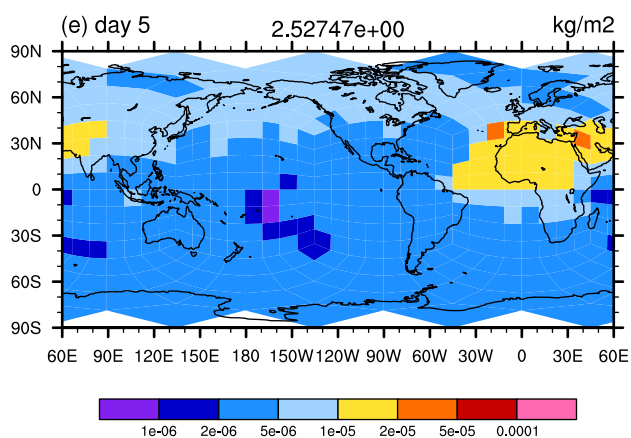 (e) day 5 2.52747e+00 kg/m2
90N
60N
30N
0
30S
60S
90S
60E 90E 120E 150E 180 150W 120W 90W 60W 30W 0 30E 60E
1e-06 2e-06 5e-06 1e-05 2e-05 5e-05 0.0001